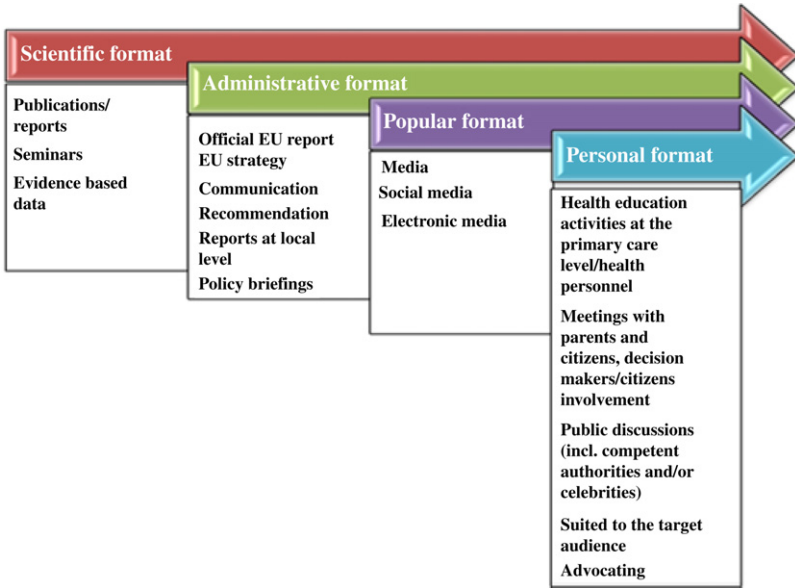 Scientific format
Publications/
reports
Seminars
Evidence based
data
Administrative format
Official EU report
EU strategy
Communication
Recommendation
Reports at local
level
Policy briefings
Popular format
Media
Social media
Electronic media
Personal format
Health education
activities at the
primary care
level/health
personnel
Meetings with
parents and
citizens, decision
makers/citizens
involvement
Public discussions
(incl. competent
authorities and/or
celebrities)
Suited to the target
audience
Advocating